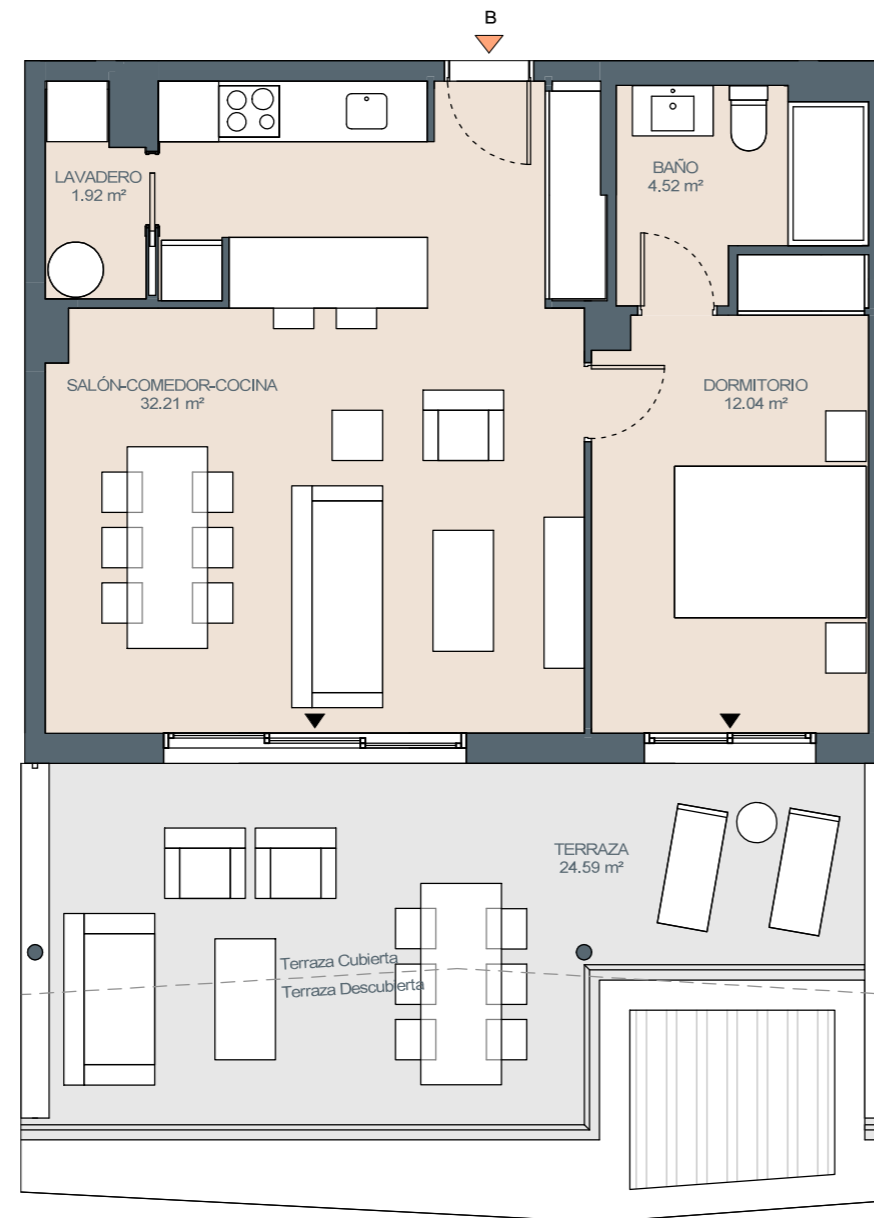 B
LAVADERO
1.92 m²
BAÑO
4.52 m²
SALÓN-COMEDOR-COCINA
32.21 m²
DORMITORIO
12.04 m²
TERRAZA
24.59 m²
Terraza Cubierta
Terraza Descubierta